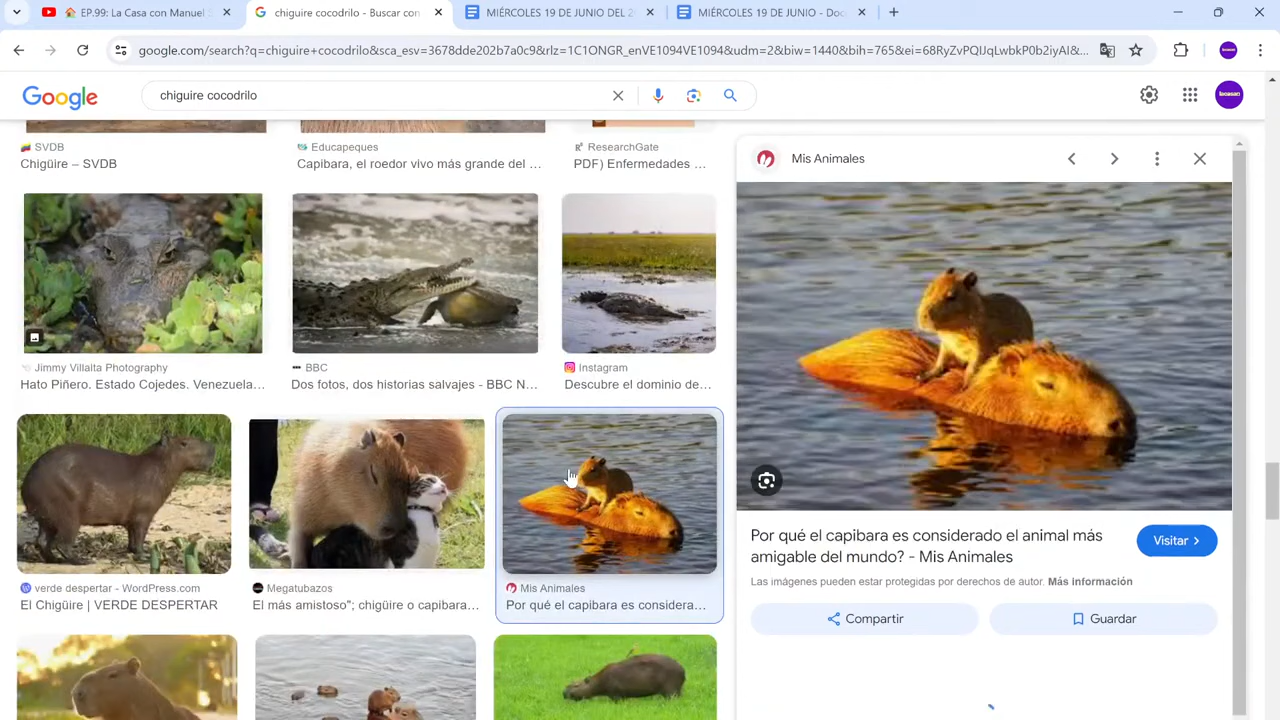 EP.99: La Casa con Manuel
chiguire cocodrilo - Buscar con
MIÉRCOLES 19 DE JUNIO DEL 2
MIÉRCOLES 19 DE JUNIO - Doc
google.com/search?q=chiguire+cocodrilo&sca_esv=3678dde202b7a0c9&rlz=1C1ONGR_enVE1094VE1094&udm=2&biw=1440&bih=765&ei=68RyZvPQIJqLwbkP0b2iyAI&...
Google
chiguire cocodrilo
lacasan
SVDB
Chigüire – SVDB
Educapeques
Capibara, el roedor vivo más grande del ...
ResearchGate
PDF) Enfermedades ...
Mis Animales
Jimmy Villalta Photography
Hato Piñero. Estado Cojedes. Venezuela...
BBC
Dos fotos, dos historias salvajes - BBC N...
Instagram
Descubre el dominio de...
Por qué el capibara es considerado el animal más
amigable del mundo? - Mis Animales
Visitar
Las imágenes pueden estar protegidas por derechos de autor. Más información
Compartir
Guardar
verde despertar - WordPress.com
El Chigüire | VERDE DESPERTAR
Megatubazos
El más amistoso"; chigüire o capibara...
Mis Animales
Por qué el capibara es considera...